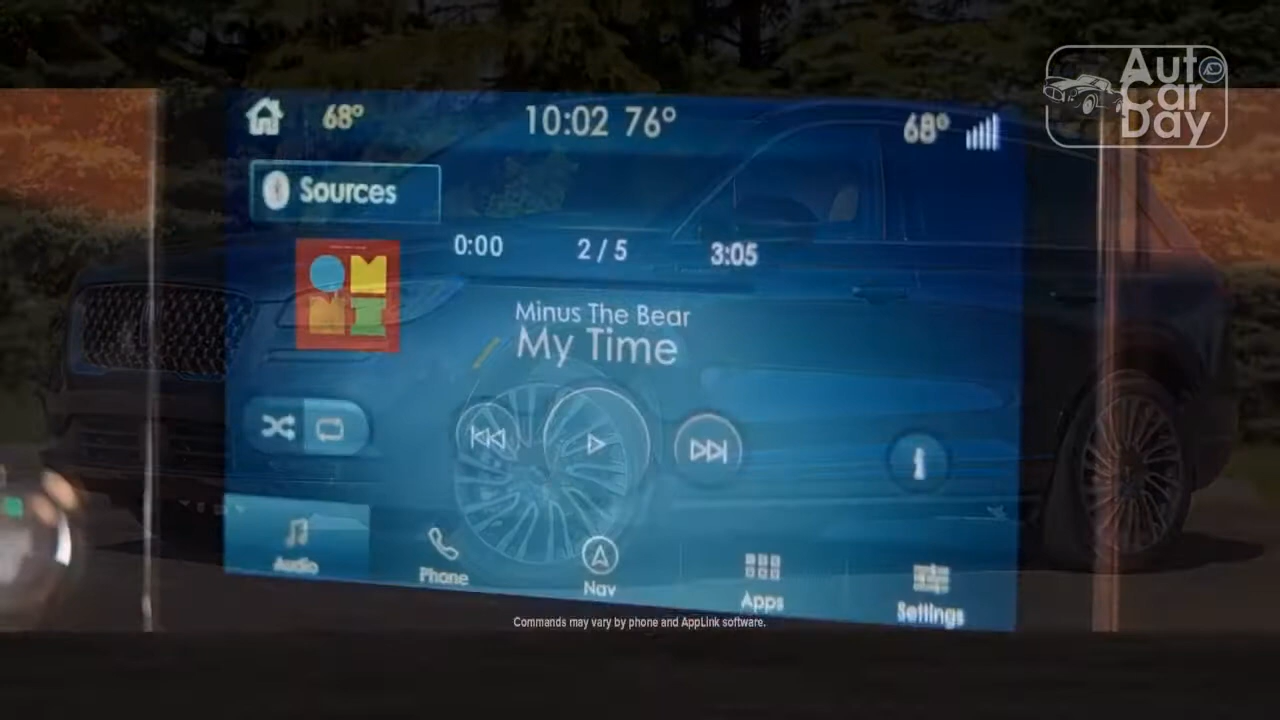 Auto
Car
Day
68° 10:02 76° 68°
Sources
0:00 2 / 5 3:05
Minus The Bear
My Time
Audio Phone Nav Apps Settings
Commands may vary by phone and AppLink software.